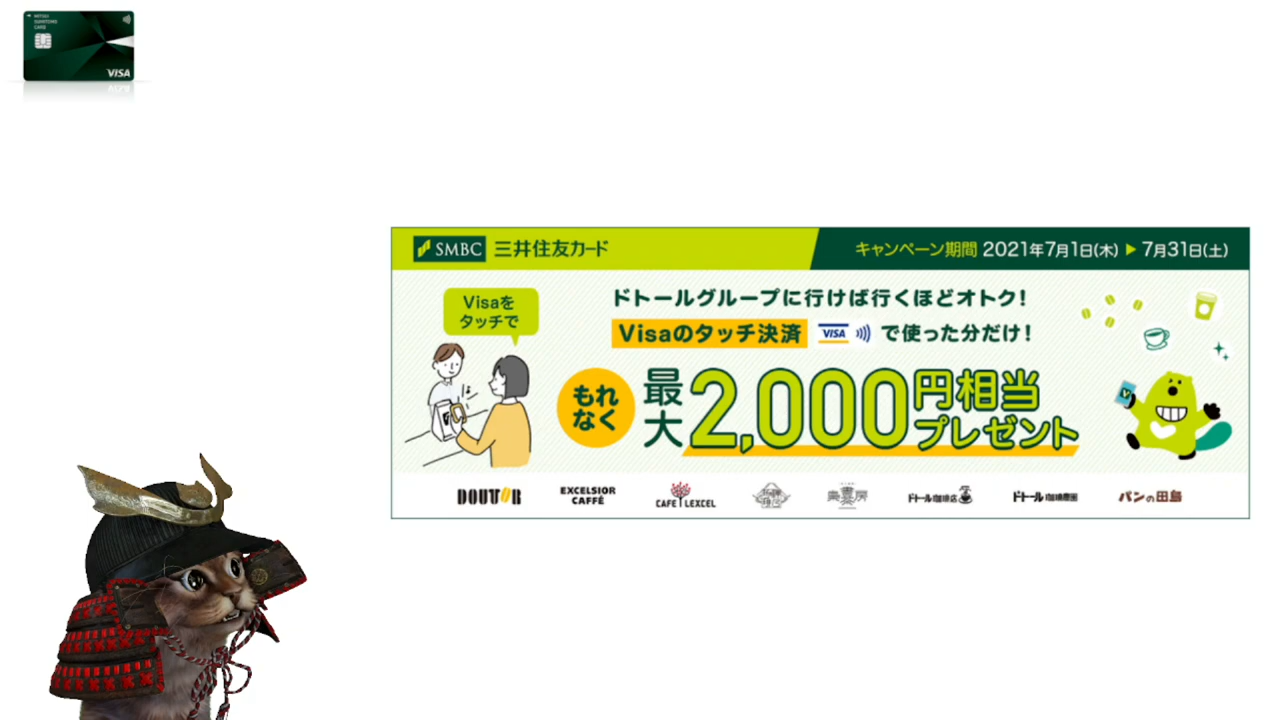 MITSUI
SUMITOMO
CARD
VISA
SMBC 三井住友カード
キャンペーン期間 2021年7月1日(木) ▶ 7月31日(土)
Visaを
タッチで
ドトールグループに行けば行くほどオトク!
Visaのタッチ決済 VISA で使った分だけ!
もれ
なく
最大2,000円相当
プレゼント
DOUTOR
EXCELSIOR
CAFFÉ
CAFE LEXCEL
ドトール珈琲店
ドトール珈琲農園
パンの田島